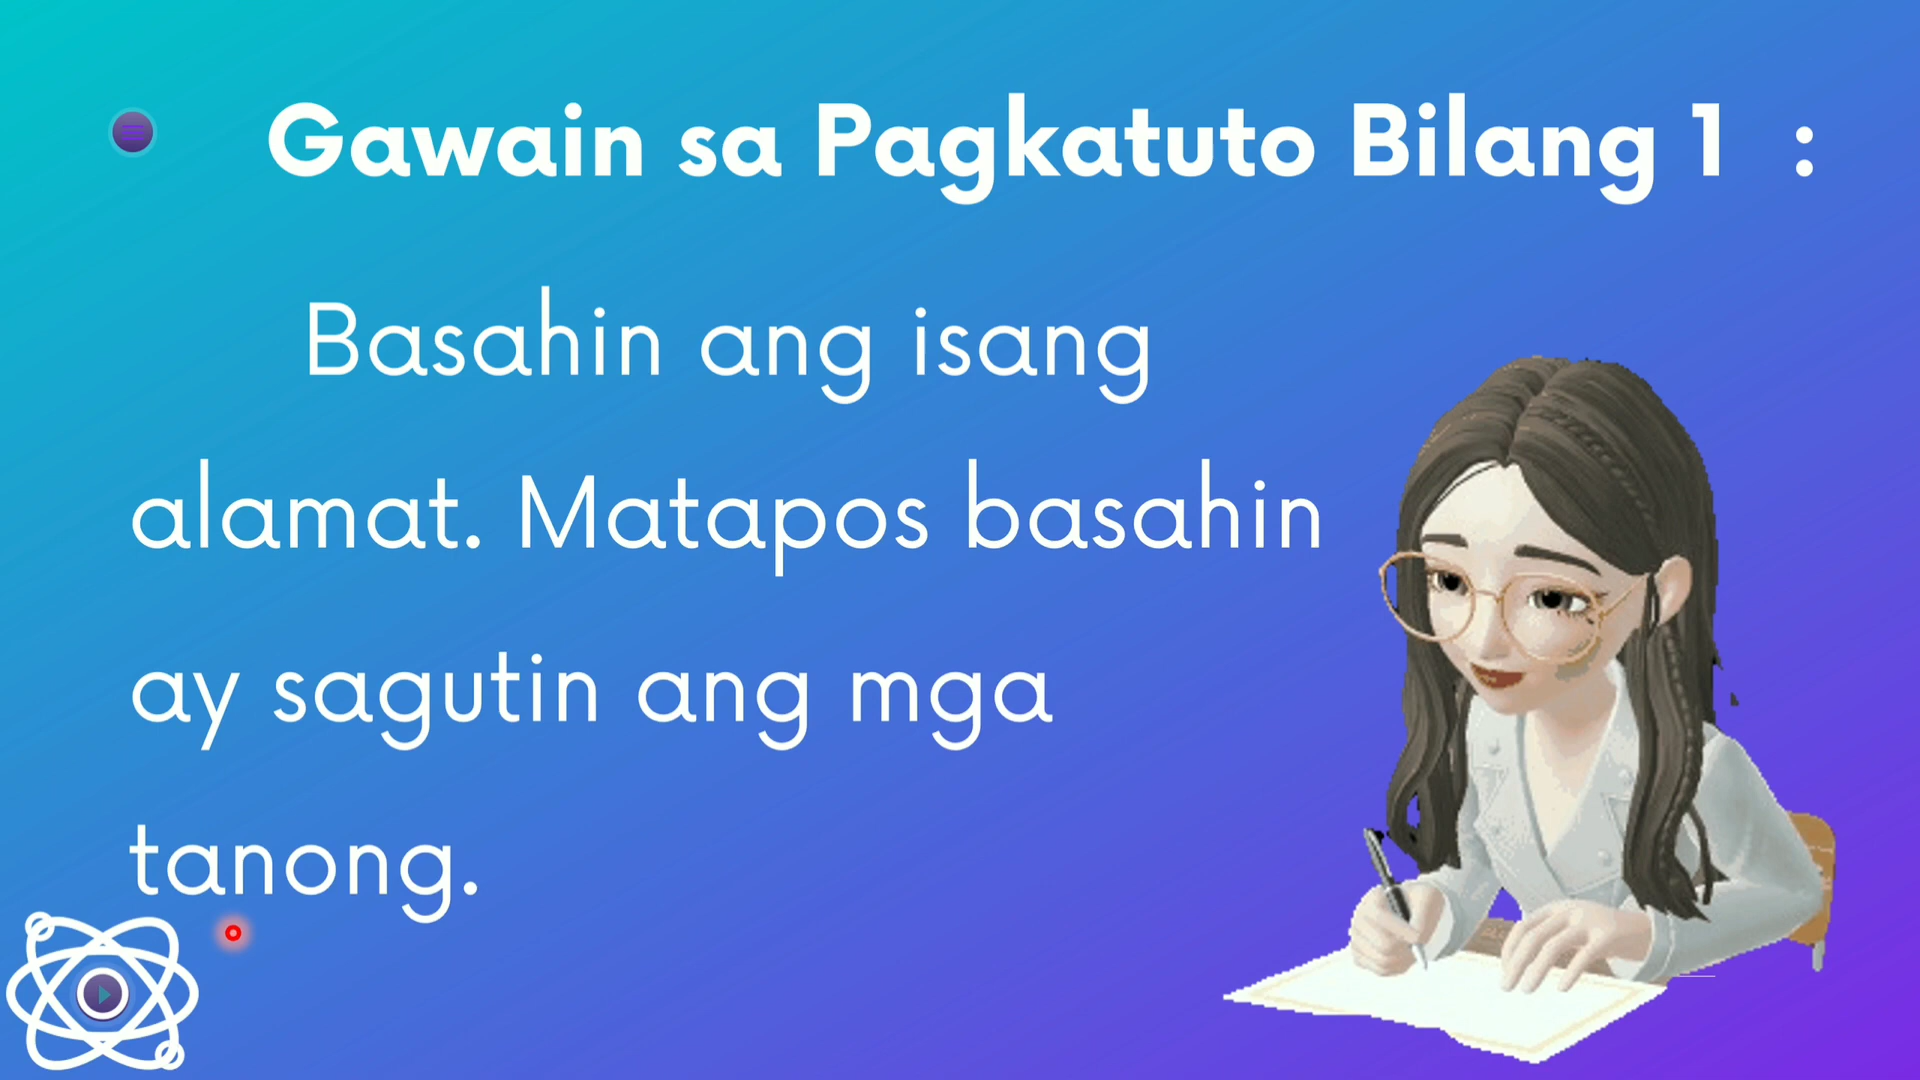 Gawain sa Pagkatuto Bilang 1 :
Basahin ang isang
alamat. Matapos basahin
ay sagutin ang mga
tanong.